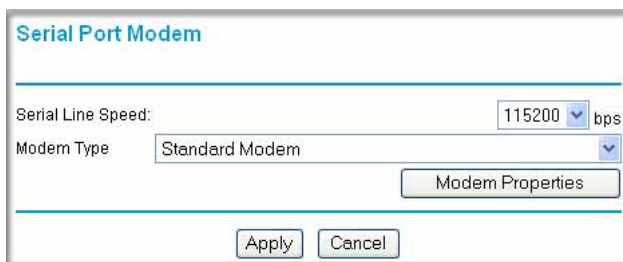 Serial Port Modem
Serial Line Speed: 115200 bps
Modem Type Standard Modem
Modem Properties
Apply Cancel